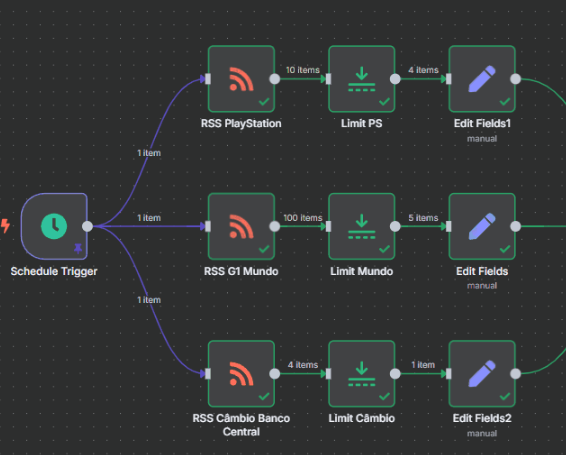 10 items
4 items
RSS PlayStation
Limit PS
Edit Fields1
manual
1 item
1 item
100 items
5 items
Schedule Trigger
RSS G1 Mundo
Limit Mundo
Edit Fields
manual
1 item
4 items
1 item
RSS Câmbio Banco
Central
Limit Câmbio
Edit Fields2
manual